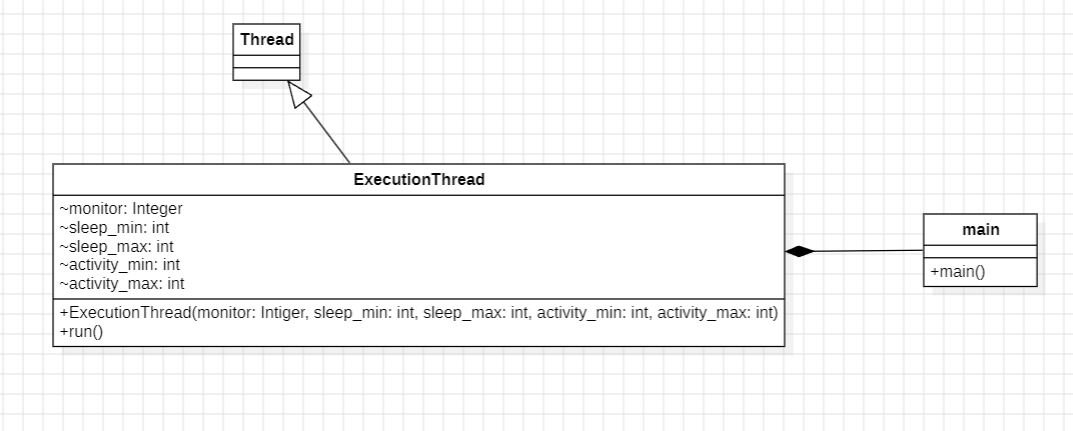 Thread
ExecutionThread
~monitor: Integer
~sleep_min: int
~sleep_max: int
~activity_min: int
~activity_max: int
+ExecutionThread(monitor: Intiger, sleep_min: int, sleep_max: int, activity_min: int, activity_max: int)
+run()
main
+main()